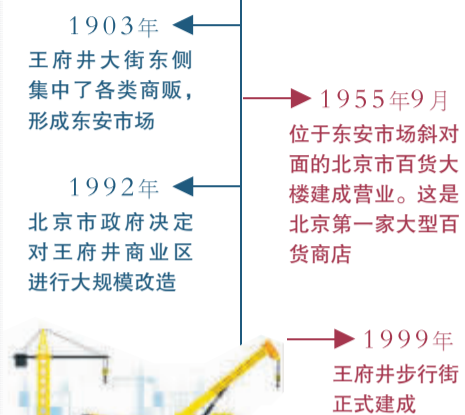 1903年
王府井大街东侧
集中了各类商贩，
形成东安市场
1955年9月
位于东安市场斜对
面的北京市百货大
楼建成营业。这是
北京第一家大型百
货商店
1992年
北京市政府决定
对王府井商业区
进行大规模改造
1999年
王府井步行街
正式建成